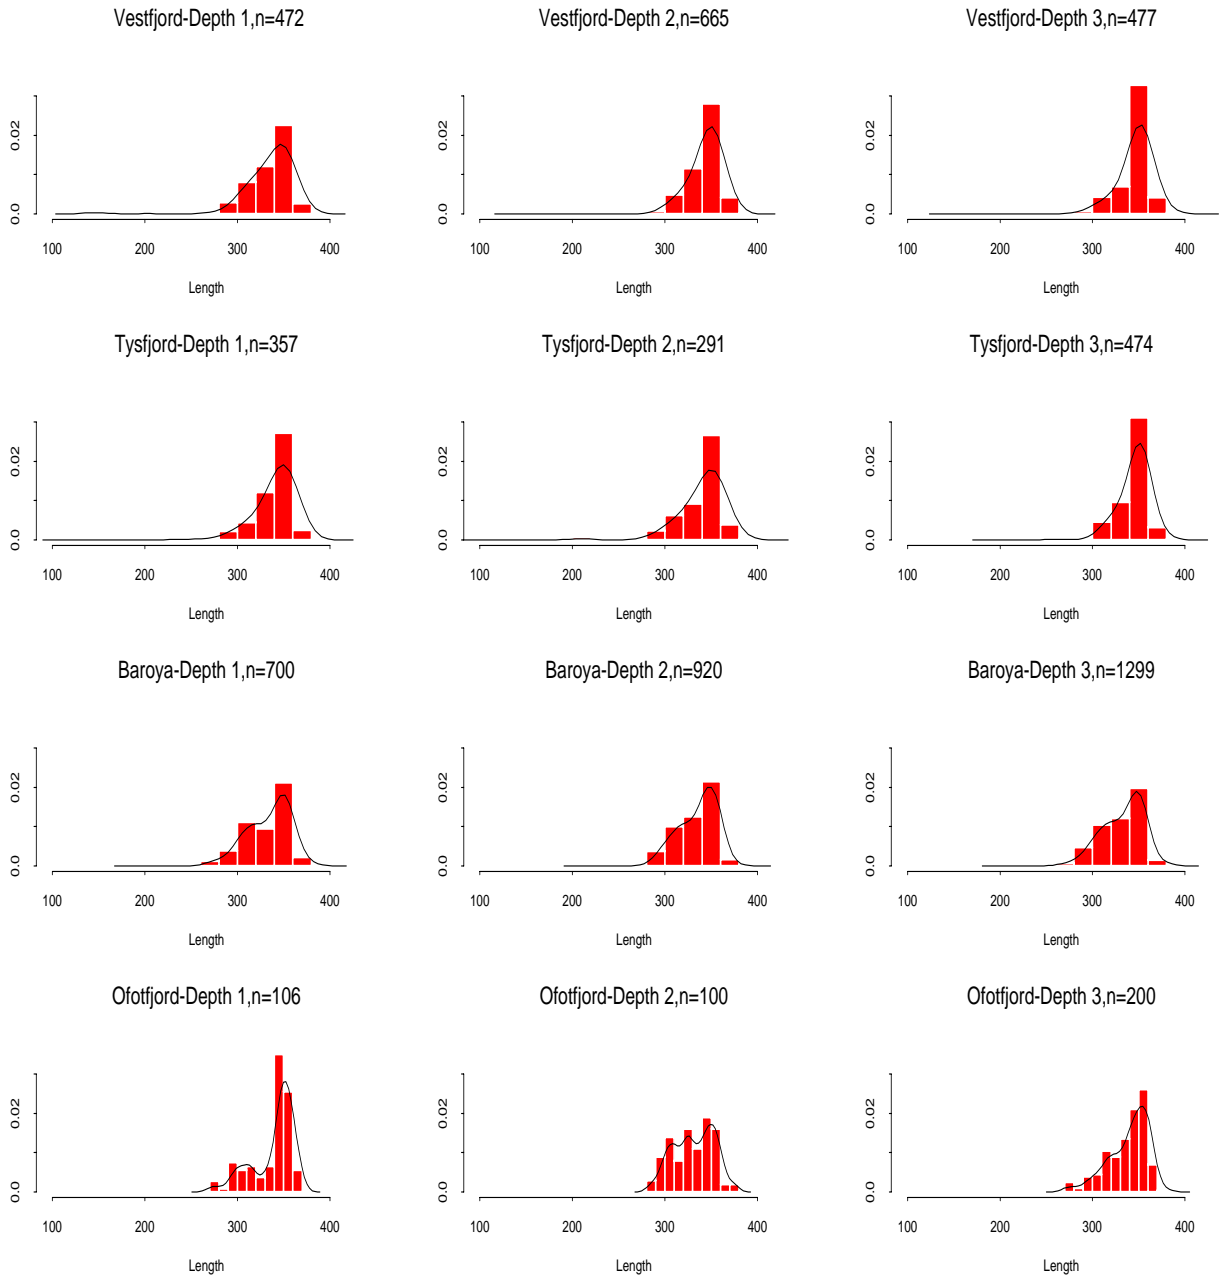 Vestfjord-Depth 1,n=472
Vestfjord-Depth 2,n=665
Vestfjord-Depth 3,n=477
0.0 0.02
100 200 300 400
Length
0.0 0.02
100 200 300 400
Length
0.0 0.02
100 200 300 400
Length
Tysfjord-Depth 1,n=357
Tysfjord-Depth 2,n=291
Tysfjord-Depth 3,n=474
0.0 0.02
100 200 300 400
Length
0.0 0.02
100 200 300 400
Length
0.0 0.02
100 200 300 400
Length
Baroya-Depth 1,n=700
Baroya-Depth 2,n=920
Baroya-Depth 3,n=1299
0.0 0.02
100 200 300 400
Length
0.0 0.02
100 200 300 400
Length
0.0 0.02
100 200 300 400
Length
Ofotfjord-Depth 1,n=106
Ofotfjord-Depth 2,n=100
Ofotfjord-Depth 3,n=200
0.0 0.02
100 200 300 400
Length
0.0 0.02
100 200 300 400
Length
0.0 0.02
100 200 300 400
Length